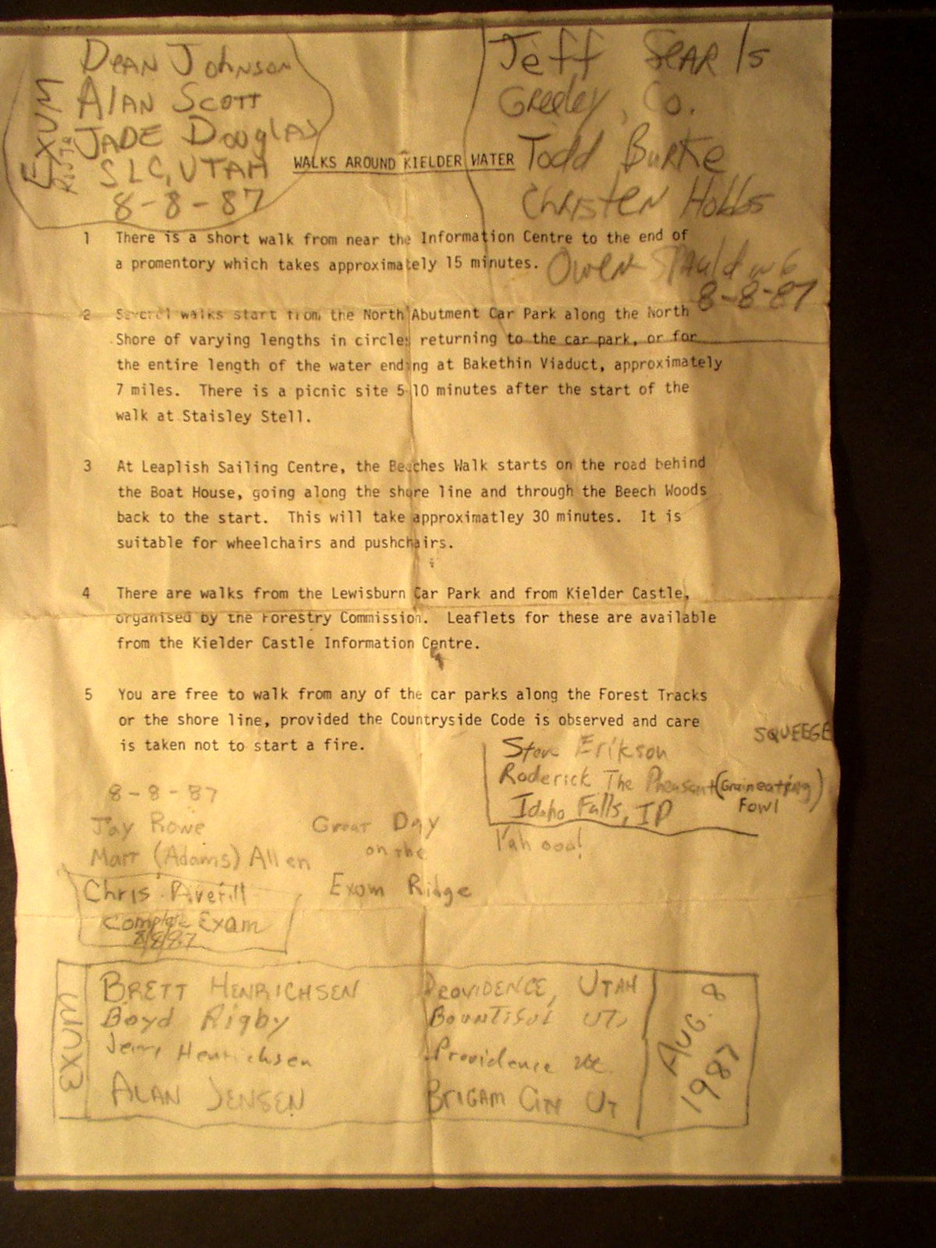 DEAN JOHNSON
ALAN SCOTT
JADE DOUGLAS
SLC, UTAH
8-8-87
EXUM
Jeff SEARLS
Greeley, Co.
Todd Burke
Christen Hobbs
Owen SPAULDING
8-8-87
WALKS AROUND KIELDER WATER
1 There is a short walk from near the Information Centre to the end of
a promentory which takes approximately 15 minutes.
2 Several walks start from the North Abutment Car Park along the North
Shore of varying lengths in circles returning to the car park, or for
the entire length of the water ending at Bakethin Viaduct, approximately
7 miles. There is a picnic site 5-10 minutes after the start of the
walk at Staisley Stell.
3 At Leaplish Sailing Centre, the Beeches Walk starts on the road behind
the Boat House, going along the shore line and through the Beech Woods
back to the start. This will take approximatley 30 minutes. It is
suitable for wheelchairs and pushchairs.
4 There are walks from the Lewisburn Car Park and from Kielder Castle,
organised by the Forestry Commission. Leaflets for these are available
from the Kielder Castle Information Centre.
5 You are free to walk from any of the car parks along the Forest Tracks
or the shore line, provided the Countryside Code is observed and care
is taken not to start a fire.
SQUEEGE
Steve Erikson
Roderick The Pheasant (Graineating
Fowl)
Idaho Falls, ID
Yahooo!
8-8-87
Jay Rowe
Marr (Adams) Allen
Great Day
on the
Exom Ridge
Chris Averill
Complete Exam
8/8/87
EXUM
BRETT HENRICHSEN PROVIDENCE, UTAH
Boyd Rigby BOUNTIFUL UT,
Jerry Henrichsen Providence
ALAN JENSEN BRIGAM CITY UT
AUG. 8
1987